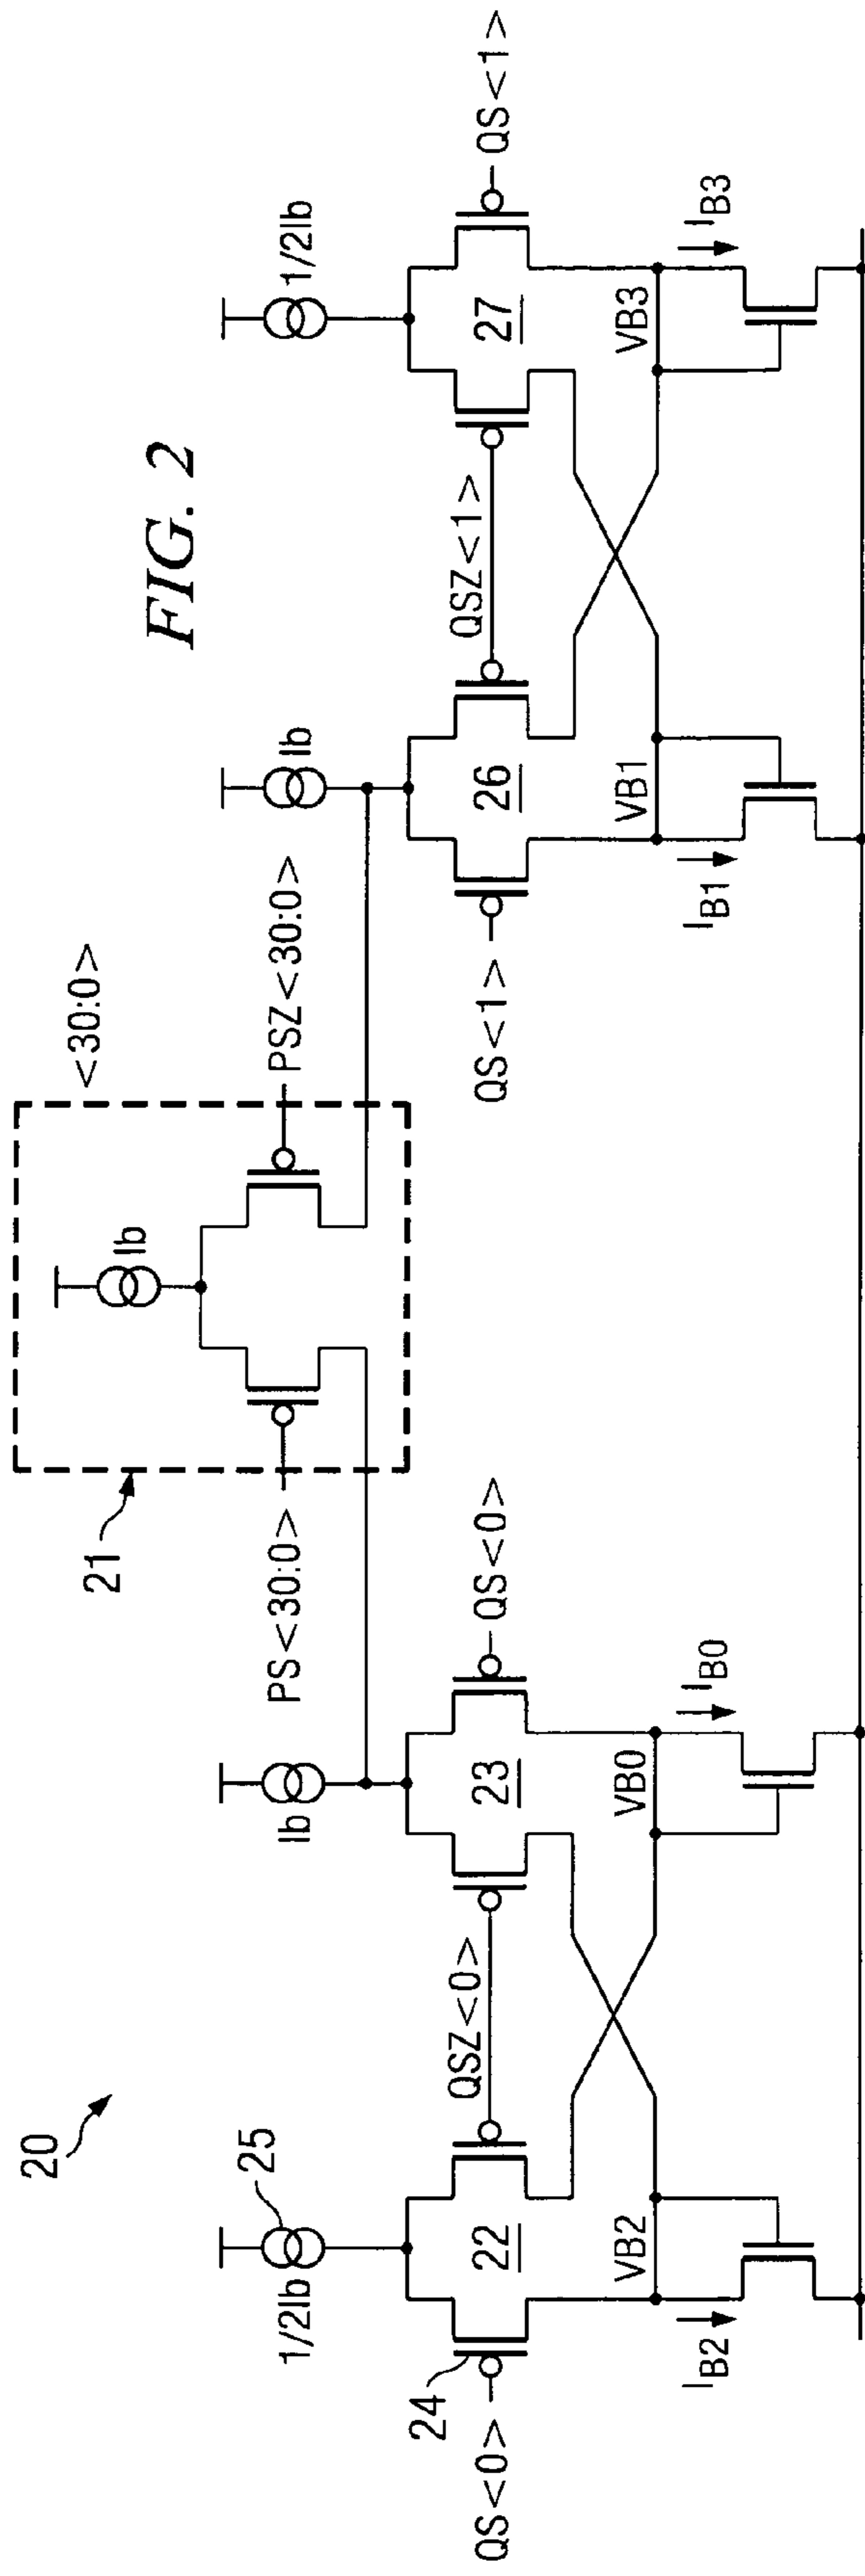 FIG. 2
20
21
<30:0>
Ib
PS<30:0>
PSZ<30:0>
1/2Ib
25
Ib
Ib
1/2Ib
24
QS<0>
22
QSZ<0>
23
QS<0>
QS<1>
26
QSZ<1>
27
QS<1>
VB2
VB0
VB1
VB3
IB2
IB0
IB1
IB3